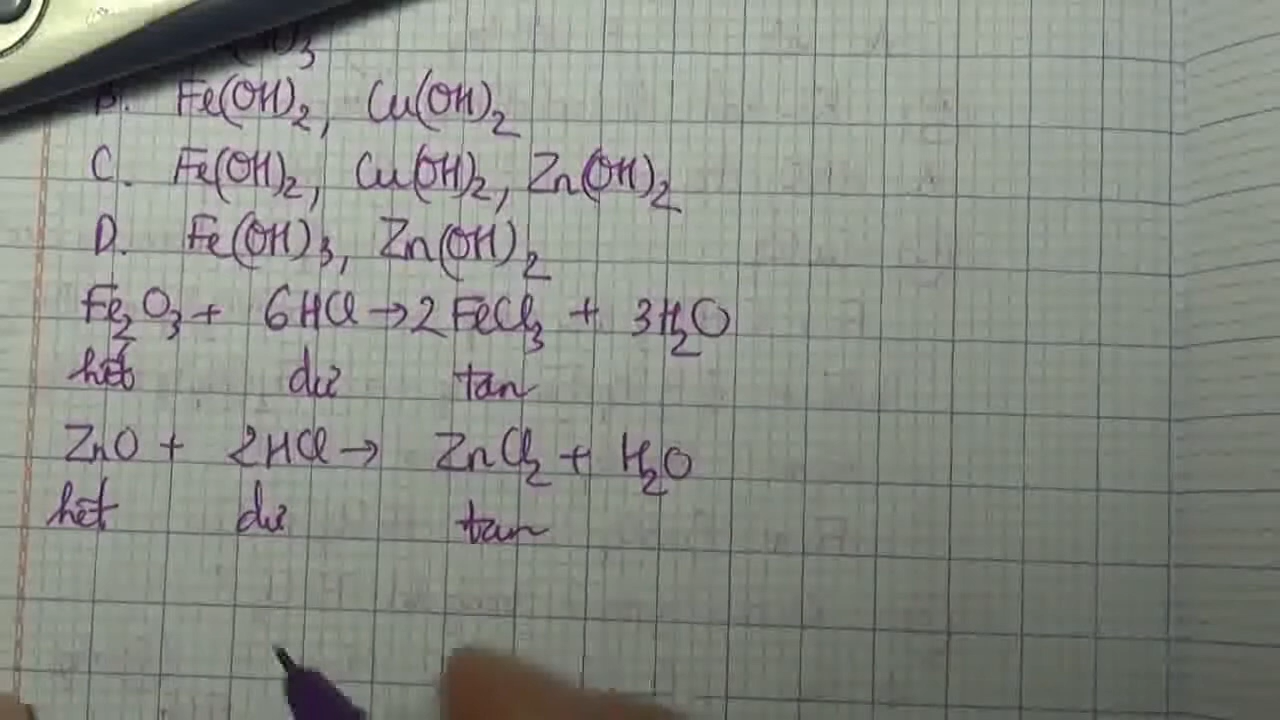 B. Fe(OH)₂, Cu(OH)₂
C. Fe(OH)₂, Cu(OH)₂, Zn(OH)₂
D. Fe(OH)₃, Zn(OH)₂
Fe₂O₃ + 6HCl → 2FeCl₃ + 3H₂O
hết dư tan
ZnO + 2HCl → ZnCl₂ + H₂O
hết dư tan